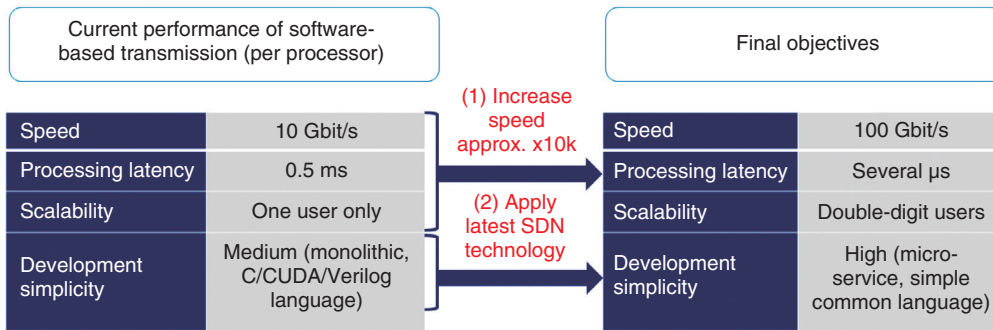 Current performance of software-
based transmission (per processor)
Final objectives
(1) Increase
speed
approx. x10k
Speed
10 Gbit/s
Processing latency
0.5 ms
Scalability
One user only
Development
simplicity
Medium (monolithic,
C/CUDA/Verilog
language)
(2) Apply
latest SDN
technology
Speed
100 Gbit/s
Processing latency
Several µs
Scalability
Double-digit users
Development
simplicity
High (micro-
service, simple
common language)